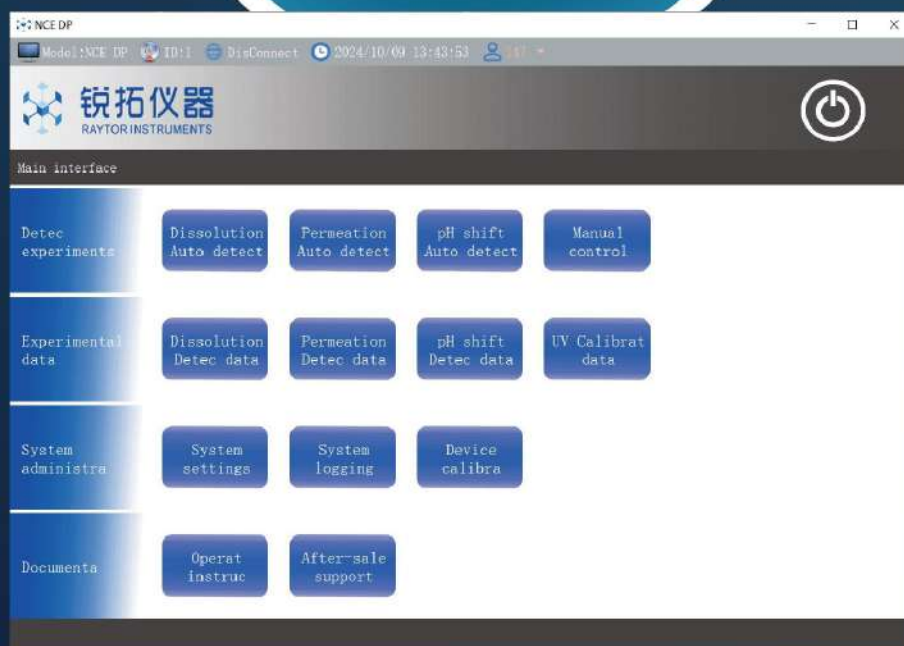 NCE DP
Model:NCE DP ID:1 DisConnect 2024/10/09 13:43:53
锐拓仪器
RAYTOR INSTRUMENTS
Main interface
Detec
experiments
Dissolution
Auto detect
Permeation
Auto detect
pH shift
Auto detect
Manual
control
Experimental
data
Dissolution
Detec data
Permeation
Detec data
pH shift
Detec data
UV Calibrat
data
System
administra
System
settings
System
logging
Device
calibra
Documenta
Operat
instruc
After-sale
support